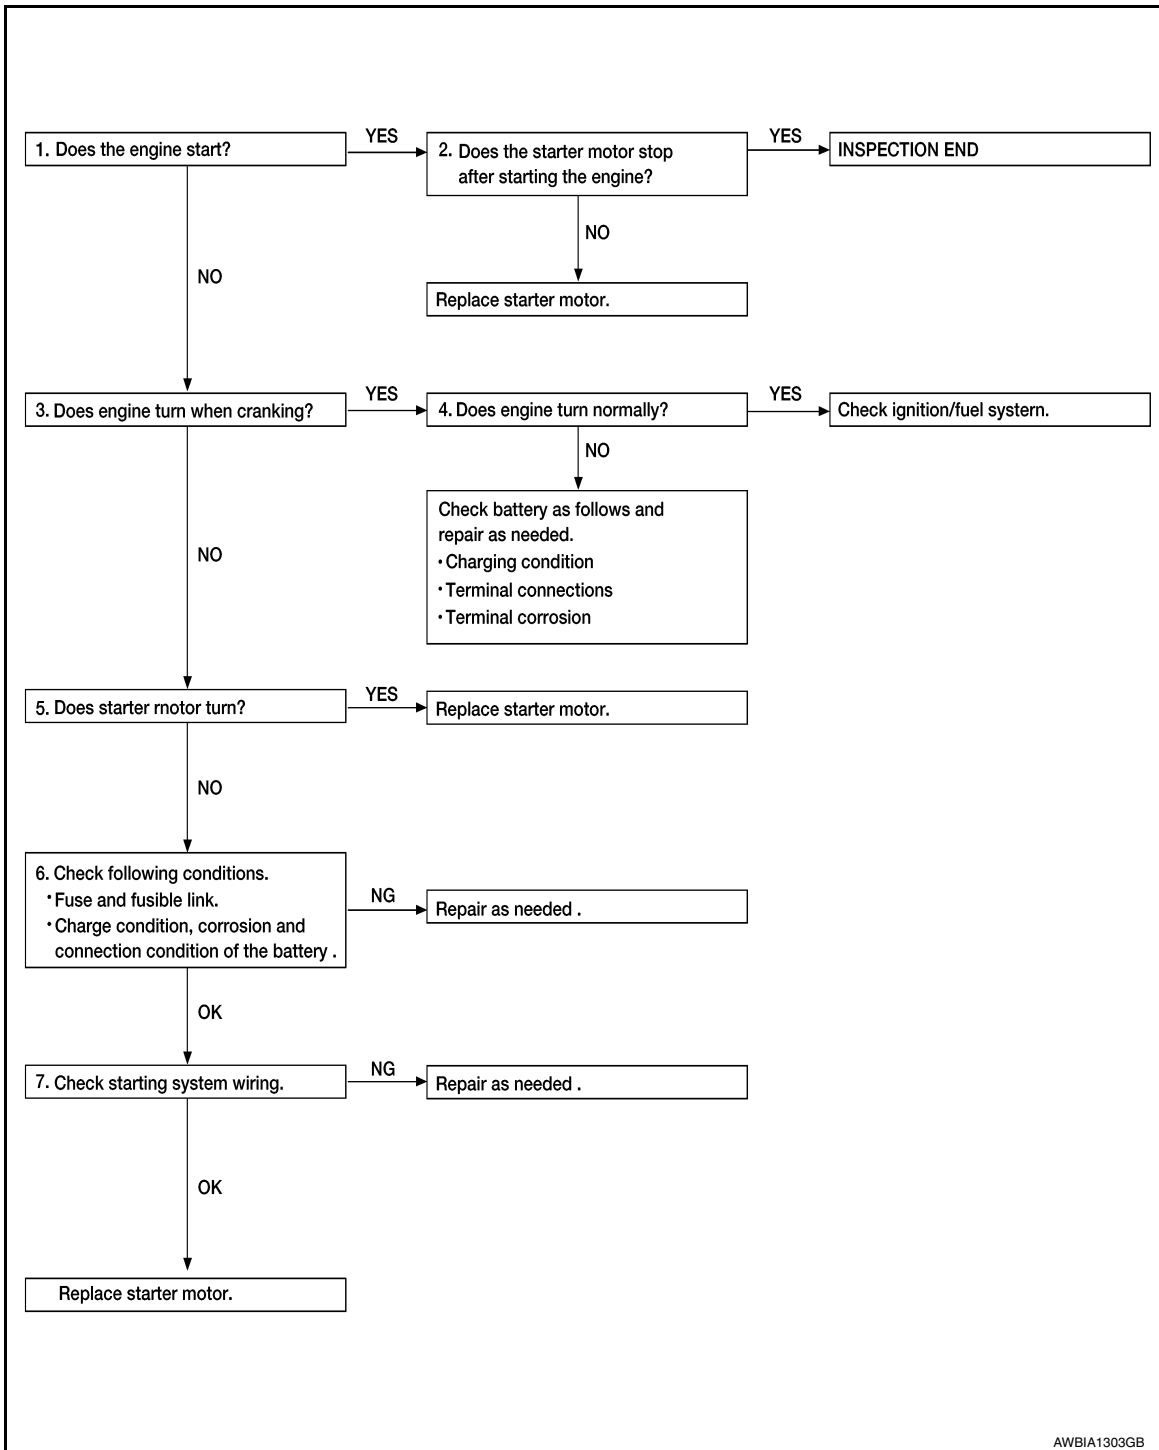 1. Does the engine start?
YES
2. Does the starter motor stop
after starting the engine?
YES
INSPECTION END
NO
Replace starter motor.
NO
3. Does engine turn when cranking?
YES
4. Does engine turn normally?
YES
Check ignition/fuel systern.
NO
Check battery as follows and
repair as needed.
・Charging condition
・Terminal connections
・Terminal corrosion
NO
5. Does starter rnotor turn?
YES
Replace starter motor.
NO
6. Check following conditions.
・Fuse and fusible link.
・Charge condition, corrosion and
connection condition of the battery .
NG
Repair as needed .
OK
7. Check starting system wiring.
NG
Repair as needed .
OK
Replace starter motor.
AWBIA1303GB